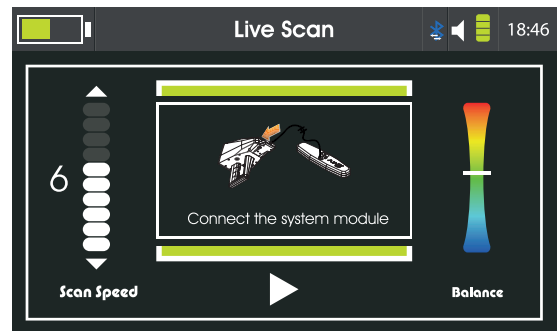 Live Scan
18:46
6
Connect the system module
Scan Speed
Balance